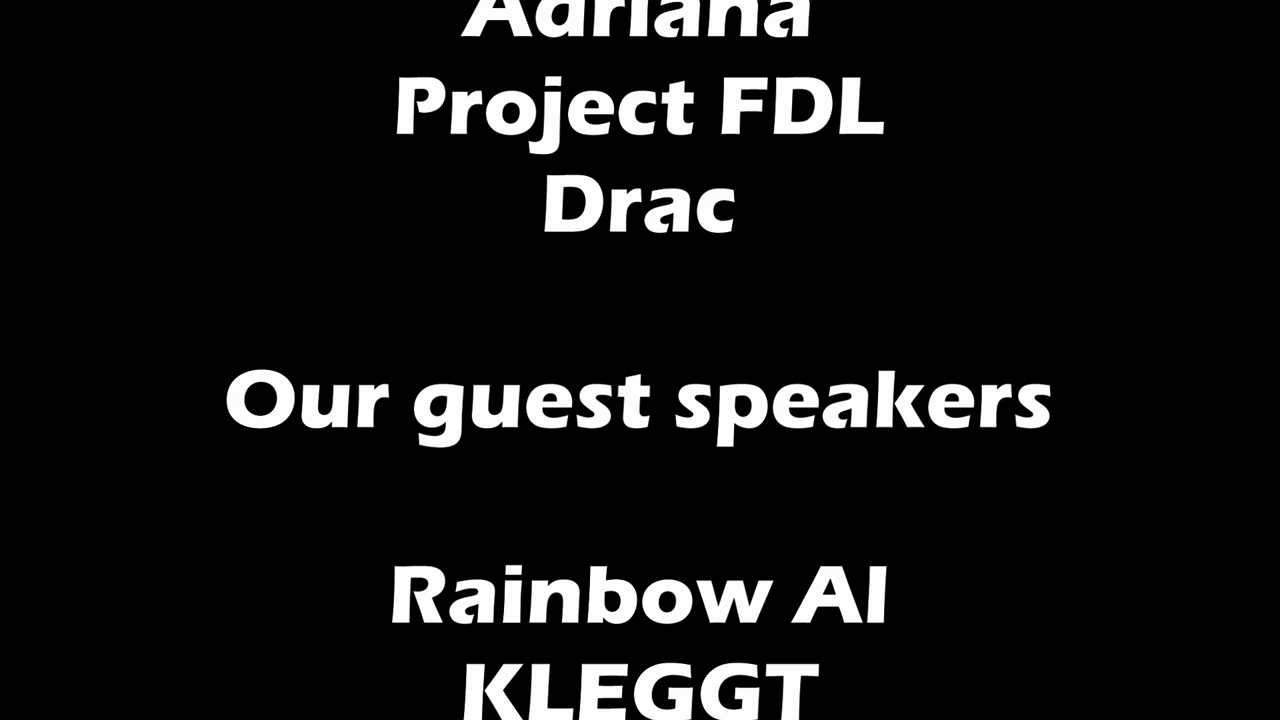 Adriana
Project FDL
Drac
Our guest speakers
Rainbow AI
KLEGGT